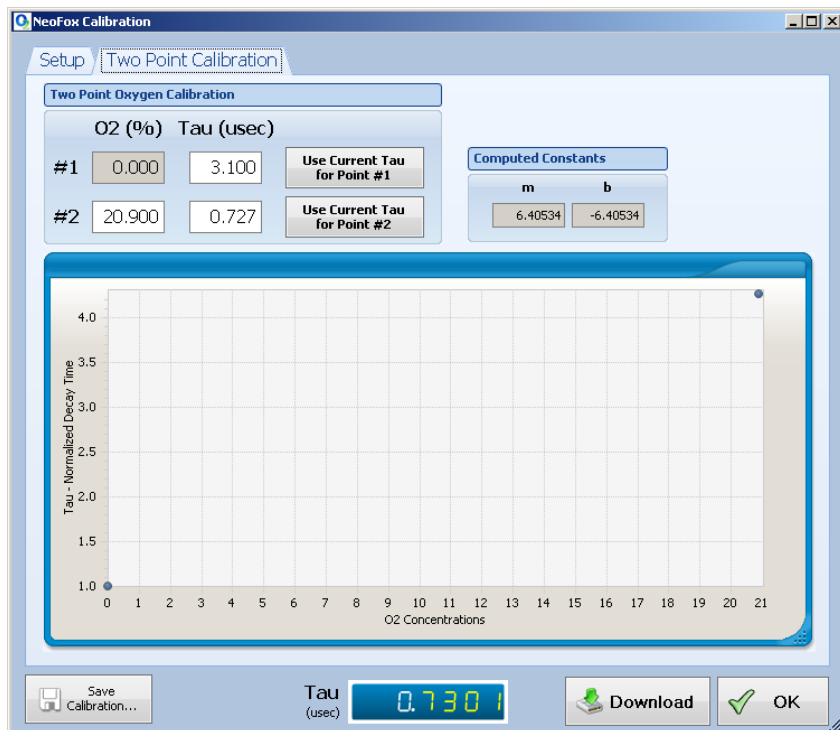 NeoFox Calibration
Setup Two Point Calibration
Two Point Oxygen Calibration
O2 (%) Tau (usec)
#1 0.000 3.100 Use Current Tau
for Point #1
#2 20.900 0.727 Use Current Tau
for Point #2
Computed Constants
m b
6.40534 -6.40534
Tau - Normalized Decay Time
4.0
3.5
3.0
2.5
2.0
1.5
1.0
0 1 2 3 4 5 6 7 8 9 10 11 12 13 14 15 16 17 18 19 20 21
O2 Concentrations
Save
Calibration...
Tau
(usec)
0.7301
Download
OK